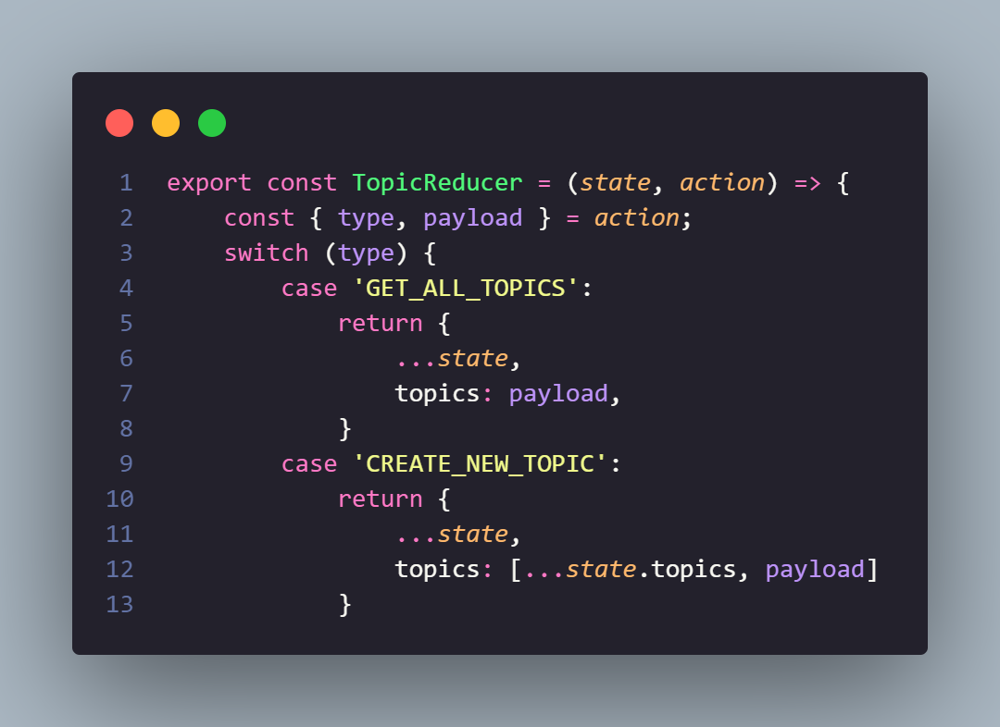 1 export const TopicReducer = (state, action) => {
2     const { type, payload } = action;
3     switch (type) {
4         case 'GET_ALL_TOPICS':
5             return {
6                 ...state,
7                 topics: payload,
8             }
9         case 'CREATE_NEW_TOPIC':
10             return {
11                 ...state,
12                 topics: [...state.topics, payload]
13             }